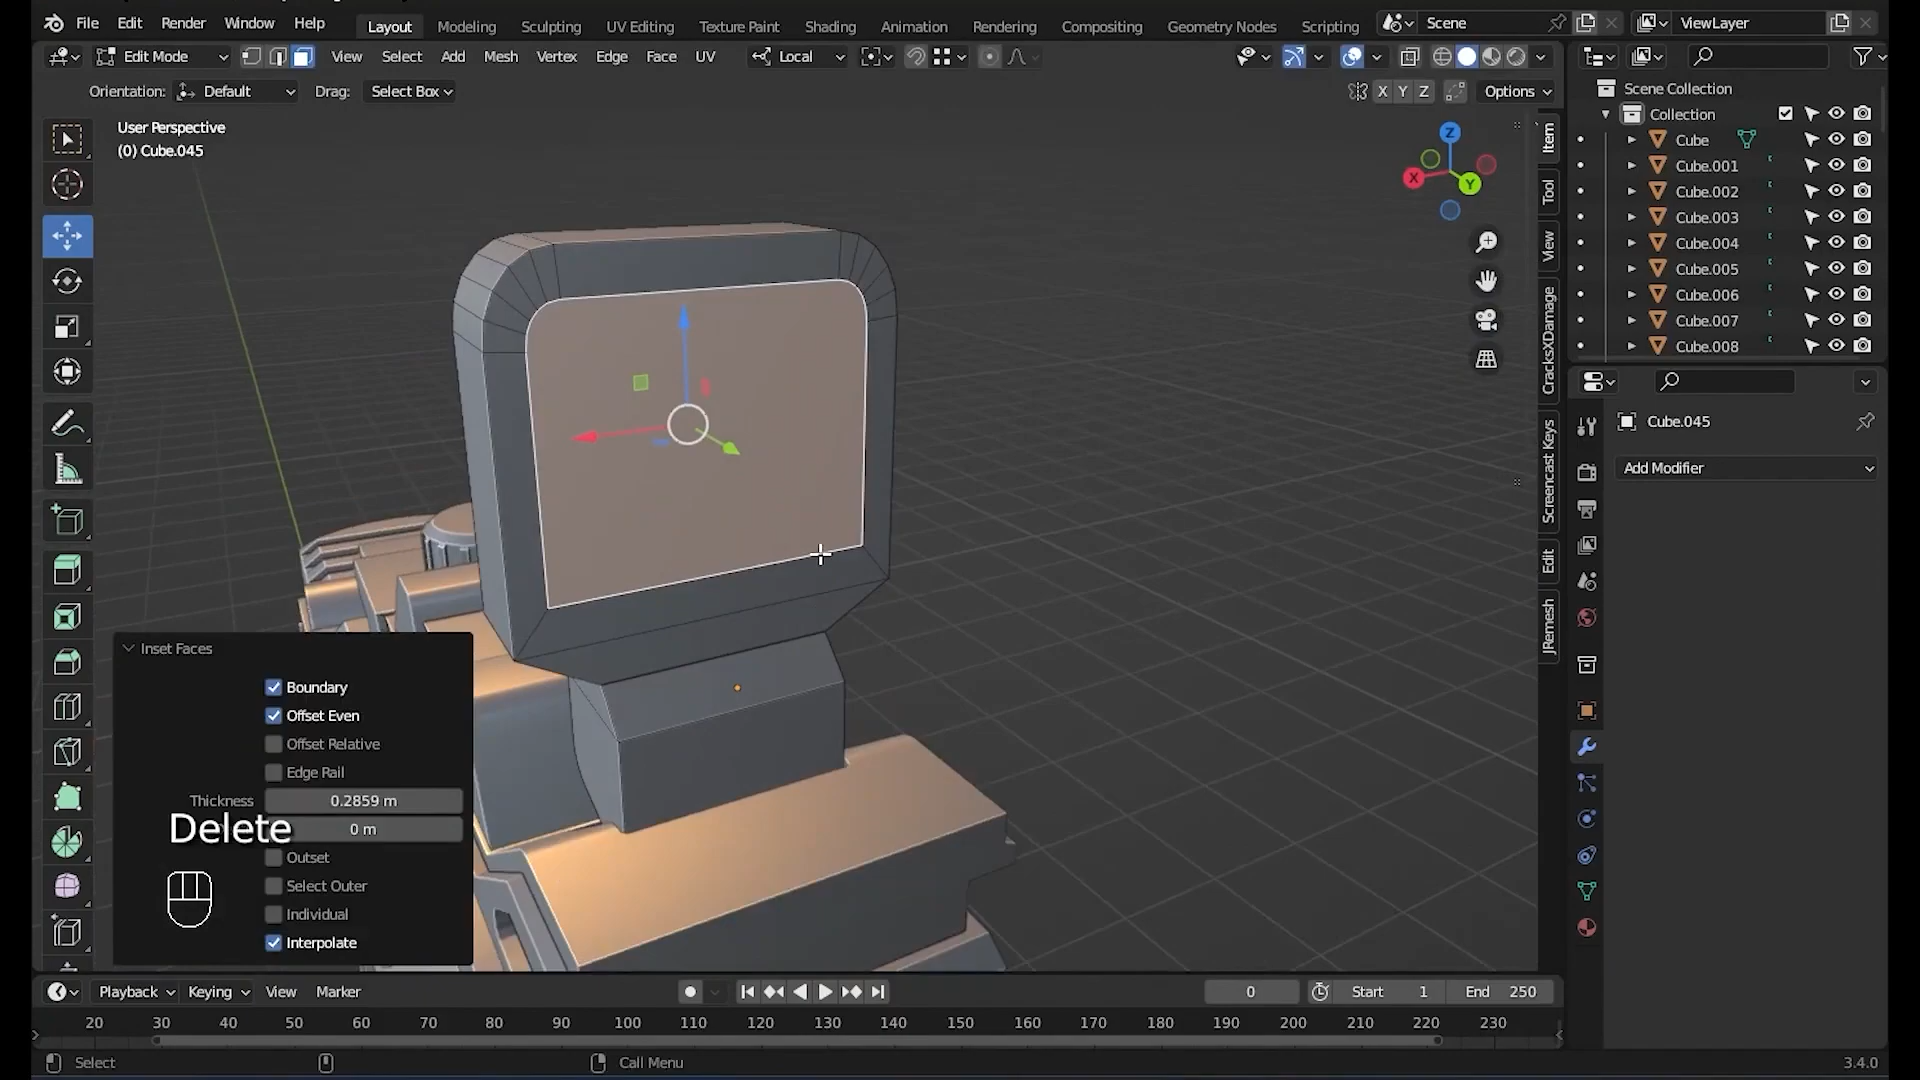 File Edit Render Window Help Layout Modeling Sculpting UV Editing Texture Paint Shading Animation Rendering Compositing Geometry Nodes Scripting Scene ViewLayer
Edit Mode View Select Add Mesh Vertex Edge Face UV Local
Orientation: Default Drag: Select Box X Y Z Options
User Perspective
(0) Cube.045
Z
X
Y
Item
Tool
View
CracksXDamage
Screencast Keys
Edit
JRemesh
Scene Collection
Collection
Cube
Cube.001
Cube.002
Cube.003
Cube.004
Cube.005
Cube.006
Cube.007
Cube.008
Cube.045
Add Modifier
Inset Faces
Boundary
Offset Even
Offset Relative
Edge Rail
Thickness 0.2859 m
Delete 0 m
Outset
Select Outer
Individual
Interpolate
Playback Keying View Marker 0 Start 1 End 250
20 30 40 50 60 70 80 90 100 110 120 130 140 150 160 170 180 190 200 210 220 230
Select Call Menu 3.4.0